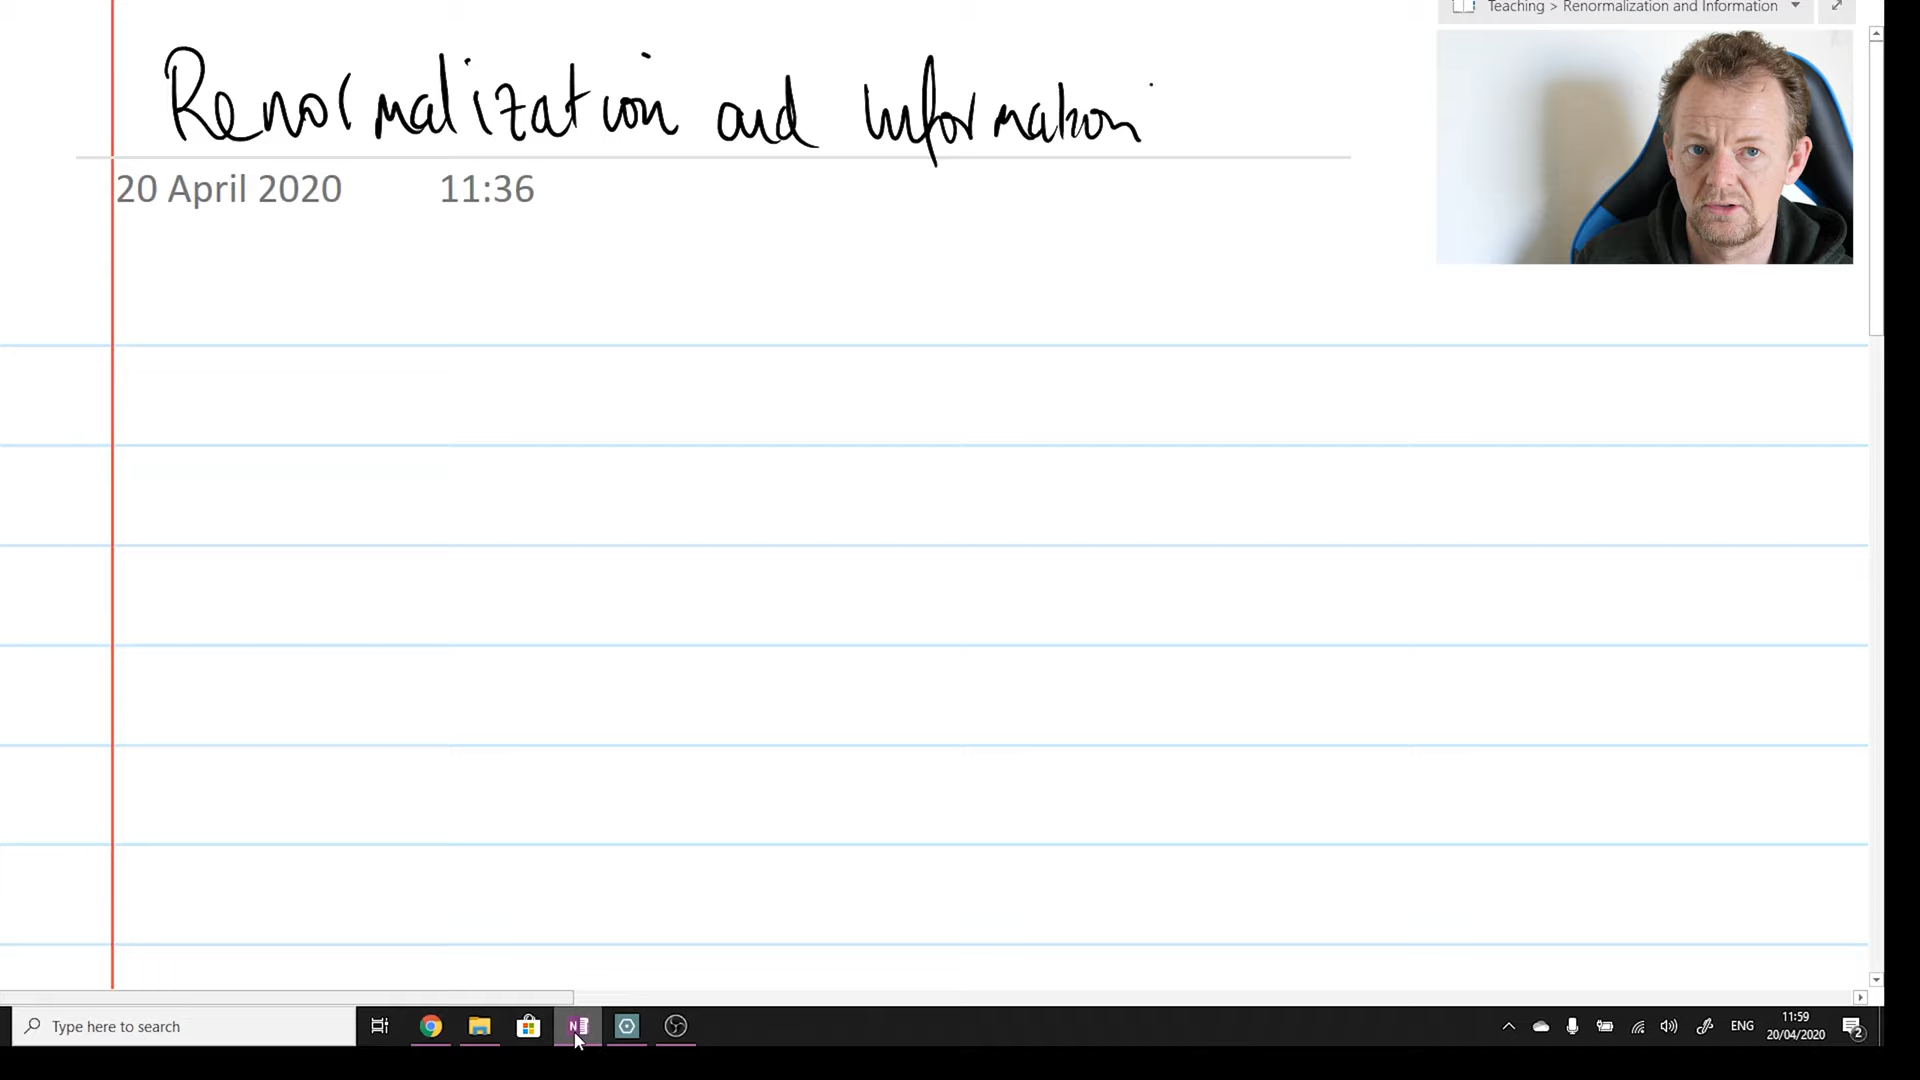 Teaching > Renormalization and Information
Renormalization and Information
20 April 2020 11:36
Type here to search
ENG
11:59
20/04/2020
2